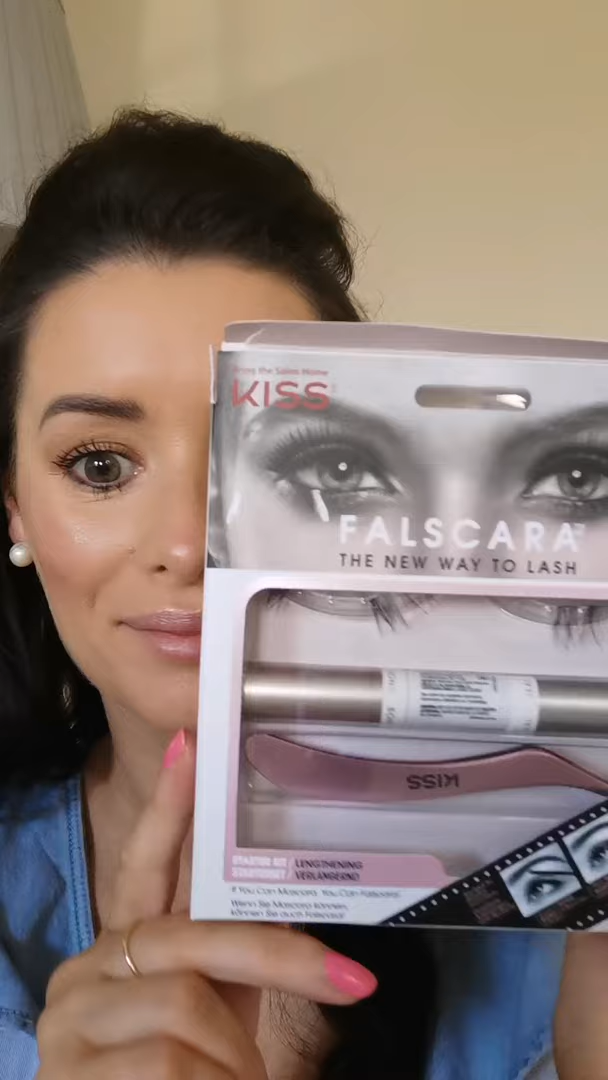 Bring the Salon Home
KISS
FALSCARA
THE NEW WAY TO LASH
KISS
STARTER KIT / LENGTHENING
STARTERSET / VERLÄNGERND
If You Can Mascara, You Can Falscara!
Wenn Sie Mascara können,
können Sie auch Falscara!